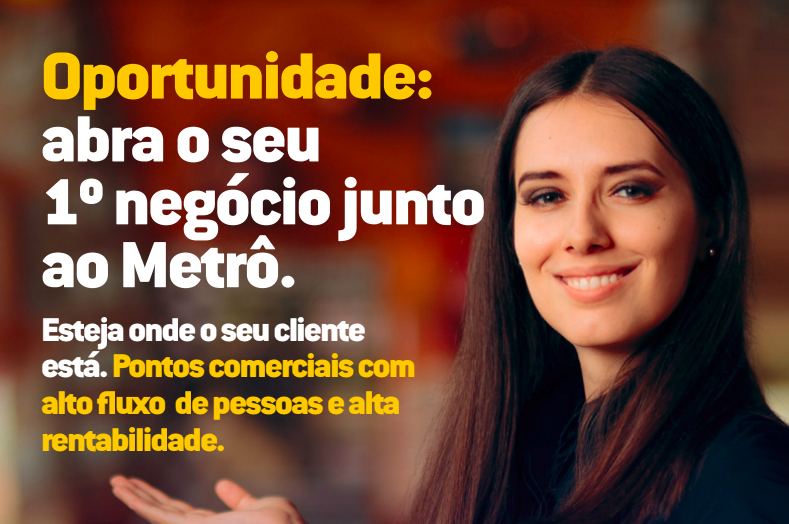 Oportunidade:
abra o seu
1º negócio junto
ao Metrô.
Esteja onde o seu cliente
está. Pontos comerciais com
alto fluxo de pessoas e alta
rentabilidade.